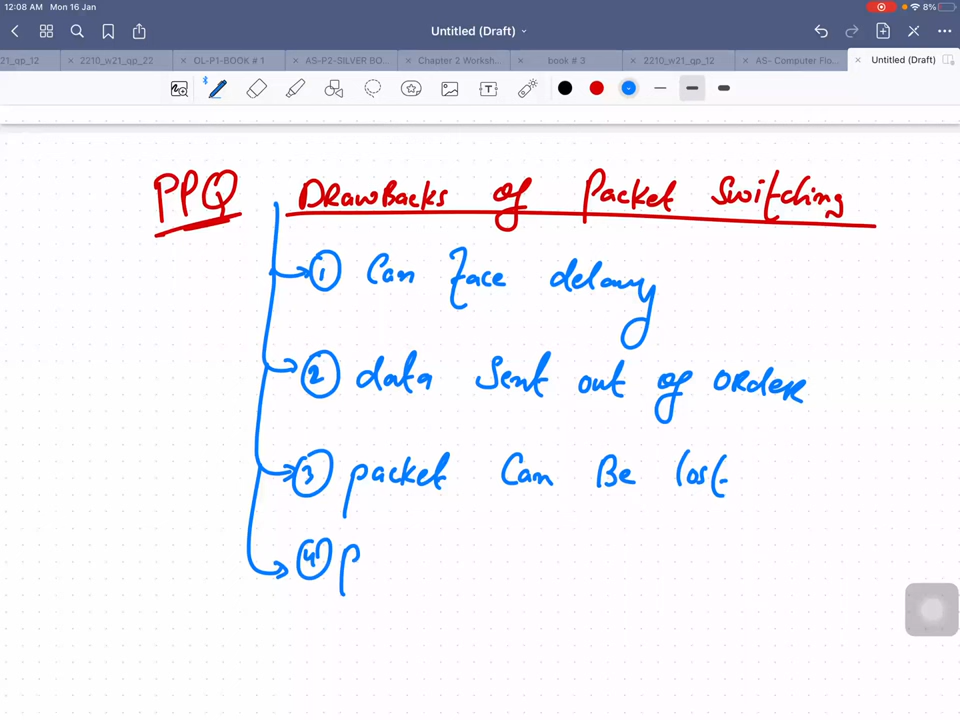 12:08 AM Mon 16 Jan
8%
Untitled (Draft)
21_qp_12
2210_w21_qp_22
OL-P1-BOOK # 1
AS-P2-SILVER BO...
Chapter 2 Worksh...
book # 3
2210_w21_qp_12
AS- Computer Flo...
Untitled (Draft)
PPQ DrawBacks of Packet Switching
① Can face delay
② data Sent out of ORder
③ packet Can Be lost
④ p